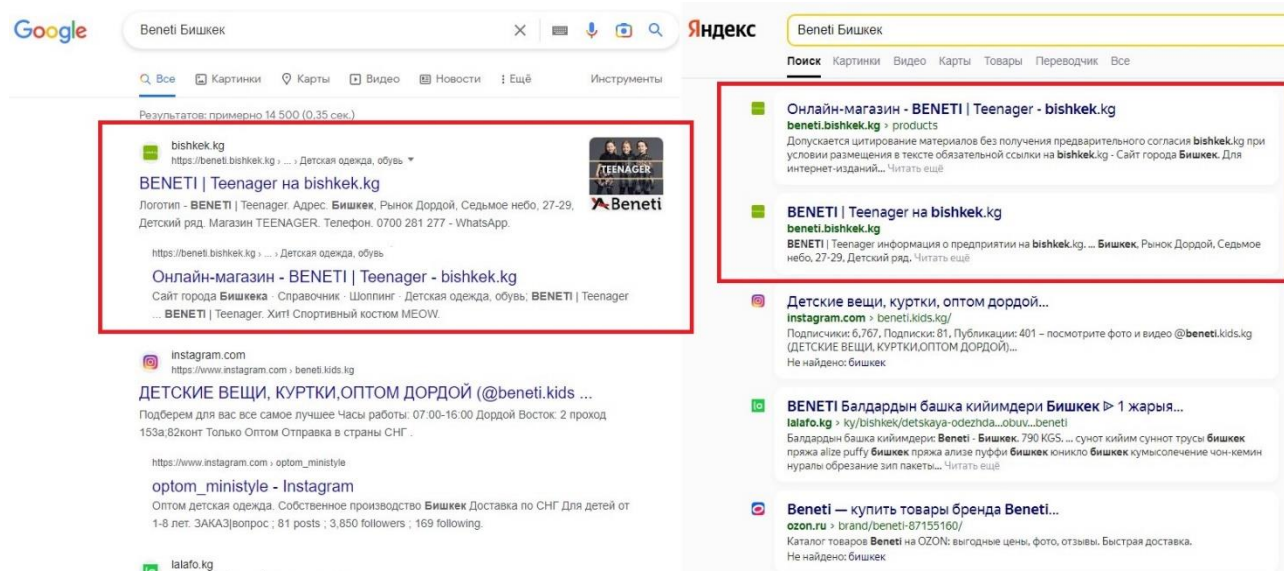 Google
Beneti Бишкек
Все Картинки Карты Видео Новости Ещё Инструменты
Результатов: примерно 14 500 (0,35 сек.)
bishkek.kg
https://beneti.bishkek.kg › ... › Детская одежда, обувь
BENETI | Teenager на bishkek.kg
Логотип - BENETI | Teenager. Адрес. Бишкек, Рынок Дордой, Седьмое небо, 27-29,
Детский ряд. Магазин TEENAGER. Телефон. 0700 281 277 - WhatsApp.
TEENAGER
Beneti
https://beneti.bishkek.kg › ... › Детская одежда, обувь
Онлайн-магазин - BENETI | Teenager - bishkek.kg
Сайт города Бишкека · Справочник · Шоппинг · Детская одежда, обувь; BENETI | Teenager
... BENETI | Teenager. Хит! Спортивный костюм MEOW.
instagram.com
https://www.instagram.com › beneti.kids.kg
ДЕТСКИЕ ВЕЩИ, КУРТКИ,ОПТОМ ДОРДОЙ (@beneti.kids ...
Подберем для вас все самое лучшее Часы работы: 07:00-16:00 Дордой Восток: 2 проход
153а;82конт Только Оптом Отправка в страны СНГ .
https://www.instagram.com › optom_ministyle
optom_ministyle - Instagram
Оптом детская одежда. Собственное производство Бишкек Доставка по СНГ Для детей от
1-8 лет. ЗАКАЗ|вопрос ; 81 posts ; 3,850 followers ; 169 following.
lalafo.kg
Яндекс
Beneti Бишкек
Поиск Картинки Видео Карты Товары Переводчик Все
Онлайн-магазин - BENETI | Teenager - bishkek.kg
beneti.bishkek.kg › products
Допускается цитирование материалов без получения предварительного согласия bishkek.kg при
условии размещения в тексте обязательной ссылки на bishkek.kg - Сайт города Бишкек. Для
интернет-изданий... Читать ещё
BENETI | Teenager на bishkek.kg
beneti.bishkek.kg
BENETI | Teenager информация о предприятии на bishkek.kg. ... Бишкек, Рынок Дордой, Седьмое
небо, 27-29, Детский ряд. Читать ещё
Детские вещи, куртки, оптом дордой...
instagram.com › beneti.kids.kg/
Подписчики: 6,767, Подписки: 81, Публикации: 401 – посмотрите фото и видео @beneti.kids.kg
(ДЕТСКИЕ ВЕЩИ, КУРТКИ,ОПТОМ ДОРДОЙ)...
Не найдено: бишкек
BENETI Балдардын башка кийимдери Бишкек ᐈ 1 жарыя...
lalafo.kg › ky/bishkek/detskaya-odezhda...obuv...beneti
Балдардын башка кийимдери: Beneti - Бишкек. 790 KGS. ... сунот кийим суннот трусы бишкек
пряжа alize puffy бишкек пряжа ализе пуффи бишкек юникло бишкек кумысолечение чон-кемин
нуралы обрезание зип пакеты... Читать ещё
Beneti — купить товары бренда Beneti...
ozon.ru › brand/beneti-87155160/
Каталог товаров Beneti на OZON: выгодные цены, фото, отзывы. Быстрая доставка.
Не найдено: бишкек